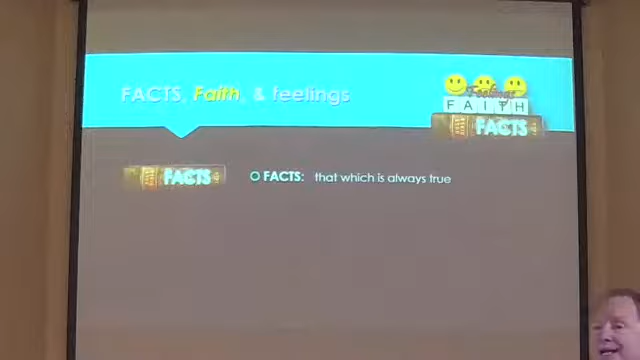 FACTS, Faith, & feelings
Feelings
FAITH
FACTS
FACTS
FACTS: that which is always true